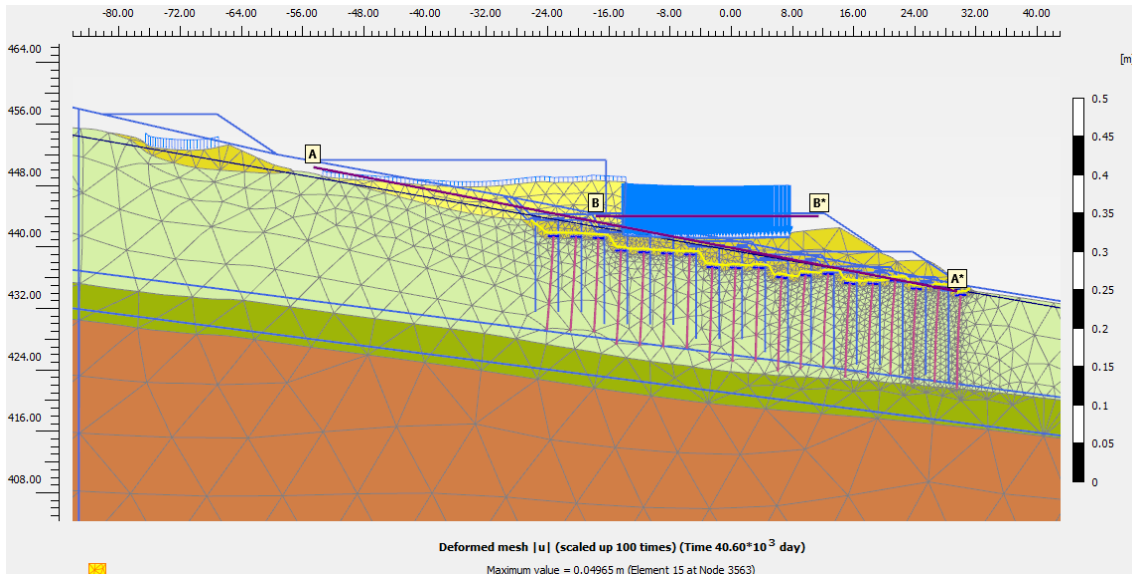 -80.00 -72.00 -64.00 -56.00 -48.00 -40.00 -32.00 -24.00 -16.00 -8.00 0.00 8.00 16.00 24.00 32.00 40.00
464.00
[m]
456.00
0.5
0.45
A
448.00
0.4
B B*
0.35
440.00
0.3
A*
0.25
432.00
0.2
424.00
0.15
416.00
0.1
0.05
408.00
0
Deformed mesh |u| (scaled up 100 times) (Time 40.60*10³ day)
Maximum value = 0.04965 m (Element 15 at Node 3563)